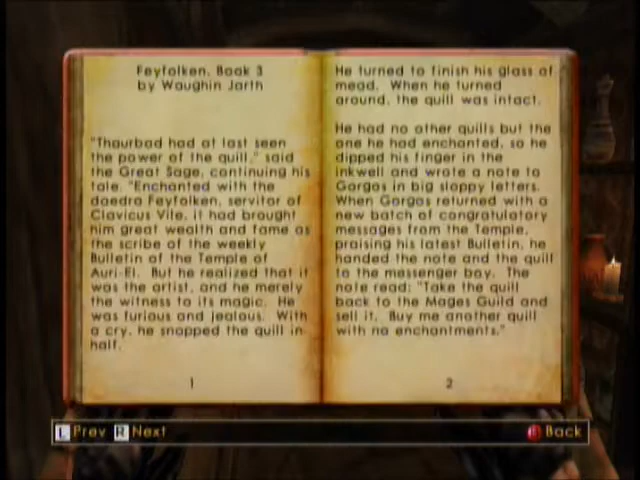 Feyfolken, Book 3
by Waughin Jarth
"Thaurbad had at last seen
the power of the quill," said
the Great Sage, continuing his
tale. "Enchanted with the
daedra Feyfolken, servitor of
Clavicus Vile, it had brought
him great wealth and fame as
the scribe of the weekly
Bulletin of the Temple of
Auri-El. But he realized that it
was the artist, and he merely
the witness to its magic. He
was furious and jealous. With
a cry, he snapped the quill in
half.
1
He turned to finish his glass of
mead. When he turned
around, the quill was intact.
He had no other quills but the
one he had enchanted, so he
dipped his finger in the
inkwell and wrote a note to
Gorgos in big sloppy letters.
When Gorgos returned with a
new batch of congratulatory
messages from the Temple,
praising his latest Bulletin, he
handed the note and the quill
to the messenger boy. The
note read: "Take the quill
back to the Mages Guild and
sell it. Buy me another quill
with no enchantments."
2
L Prev R Next
B Back